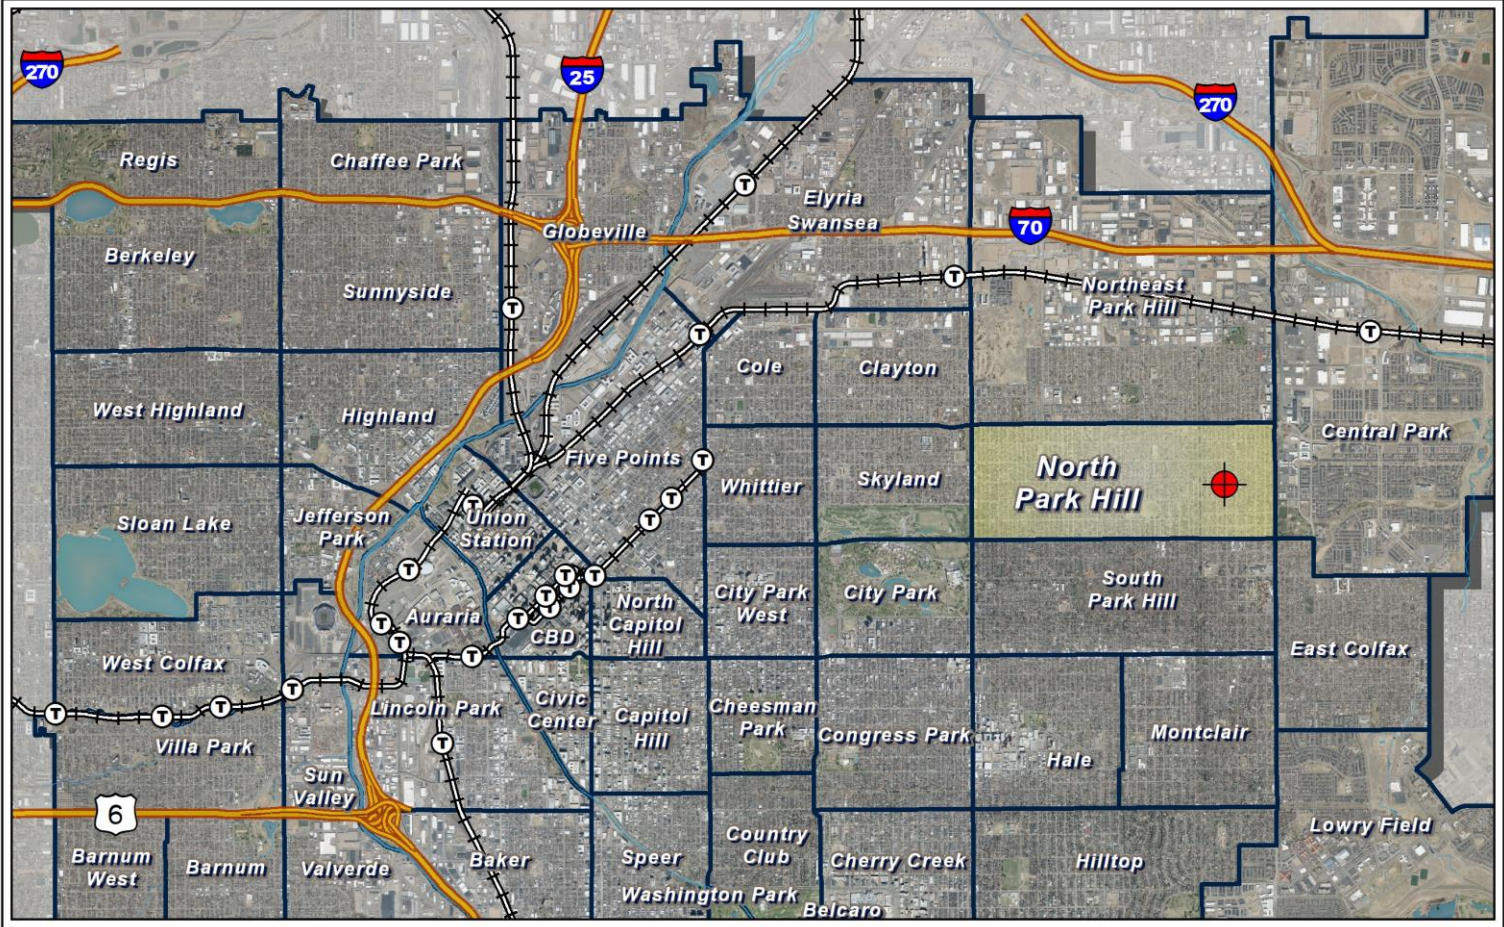 270
25
270
Regis
Chaffee Park
Elyria
Swansea
70
Globeville
Berkeley
Sunnyside
Northeast
Park Hill
T
T
T
T
T
Cole
Clayton
West Highland
Highland
Central Park
Five Points
T
Whittier
Skyland
North
Park Hill
T
T
T
Sloan Lake
Jefferson
Park
Union
Station
T
T
T
T
T
T
T
City Park
West
City Park
South
Park Hill
North
Capitol
Hill
Auraria
T
T
CBD
T
East Colfax
West Colfax
T
T
T
T
Lincoln Park
Civic
Center
Capitol
Hill
Cheesman
Park
Congress Park
Montclair
Hale
Villa Park
T
Sun
Valley
6
Barnum
West
Barnum
Valverde
Baker
Speer
Country
Club
Cherry Creek
Hilltop
Lowry Field
Washington Park
Belcaro